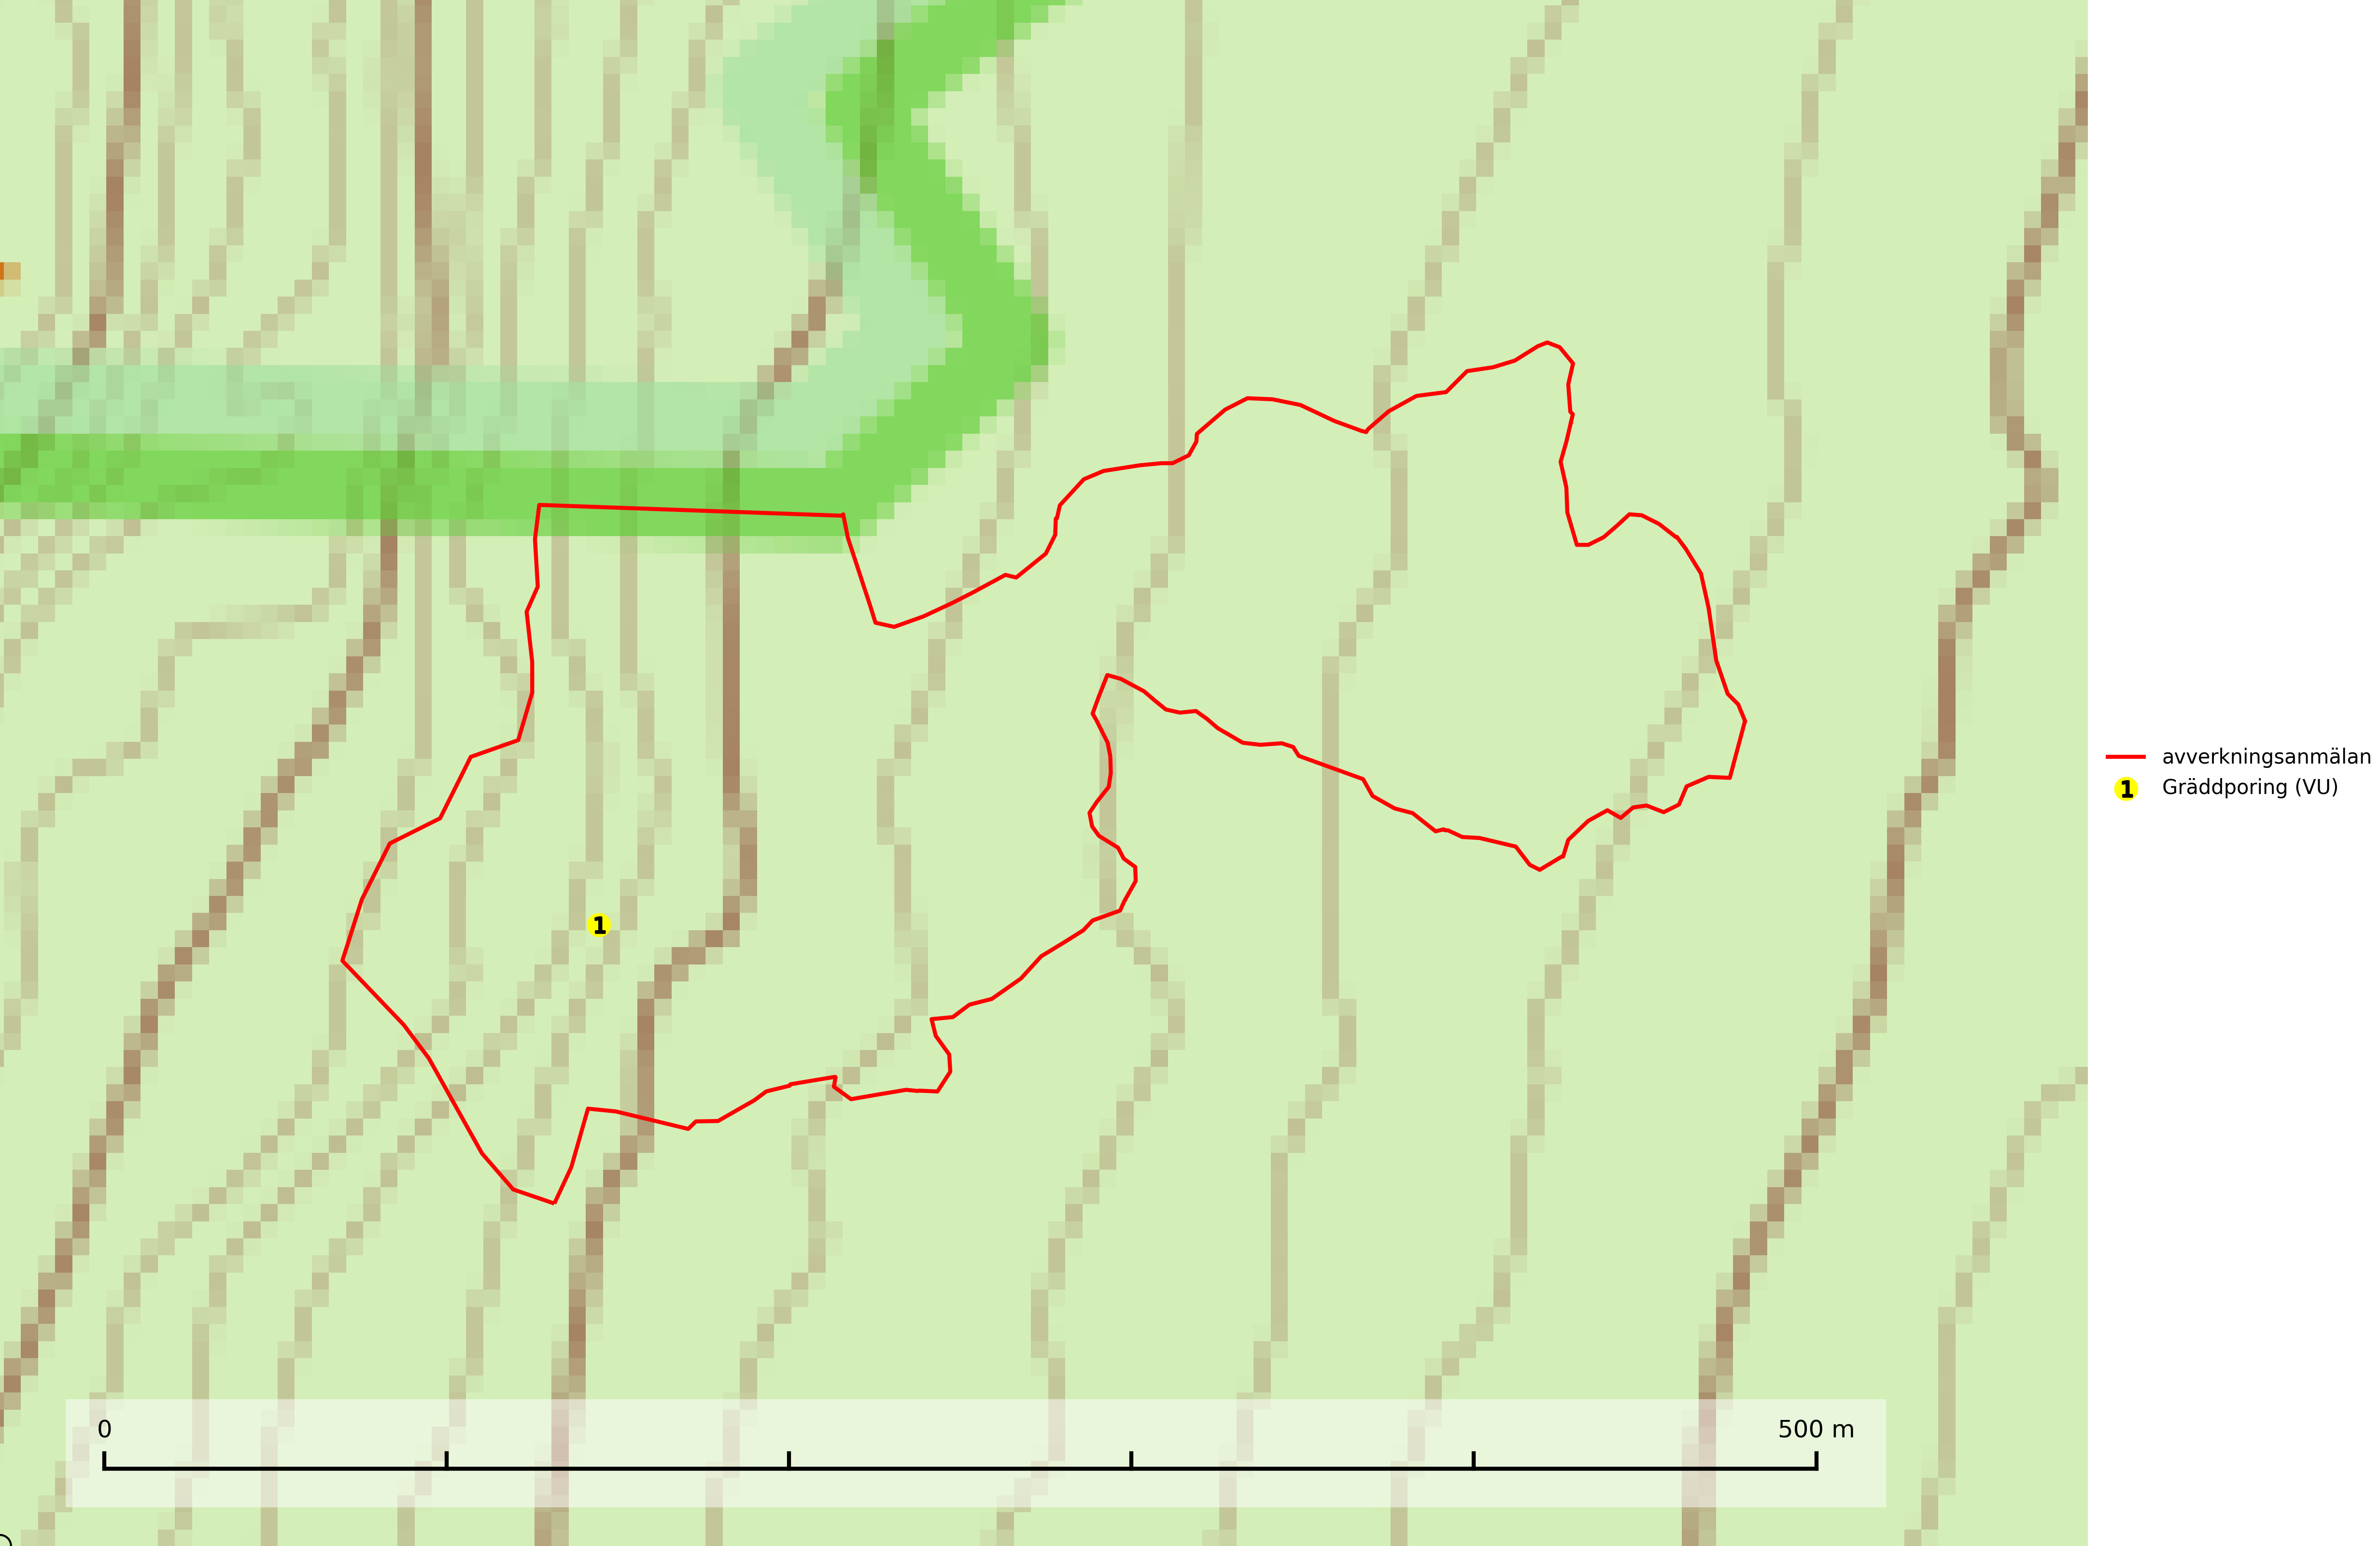 avverkningsanmälan
1 Gräddporing (VU)
1
0 500 m